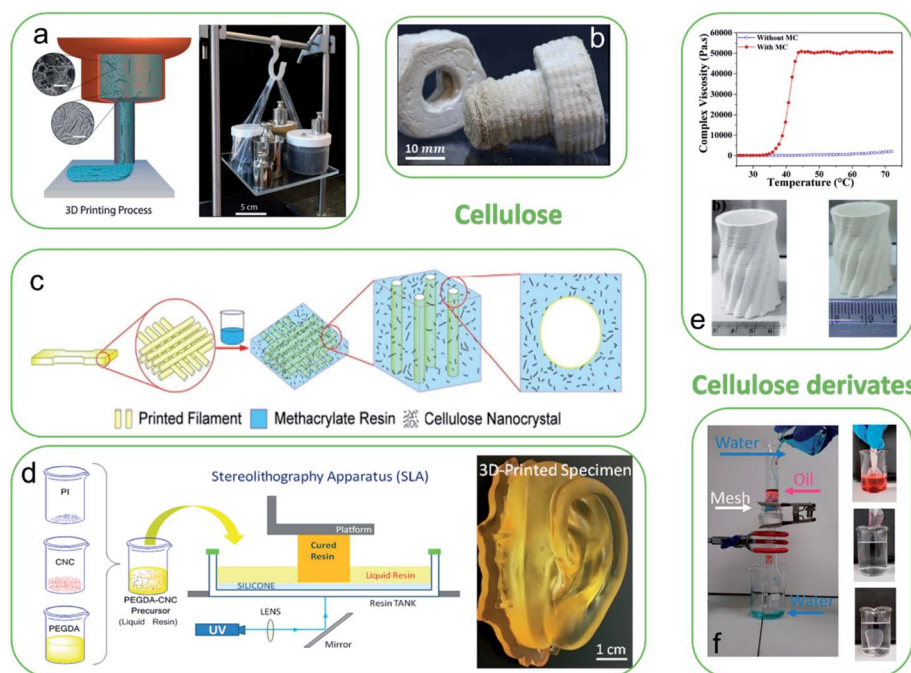 a
3D Printing Process
5 cm
b
10 mm
Cellulose
c
Printed Filament
Methacrylate Resin
Cellulose Nanocrystal
d
PI
CNC
PEGDA
PEGDA-CNC
Precursor
(Liquid Resin)
Stereolithography Apparatus (SLA)
Platform
Cured
Resin
Liquid Resin
SILICONE
Resin TANK
UV
LENS
Mirror
3D-Printed Specimen
1 cm
Without MC
With MC
Complex Viscosity (Pa.s)
60000
50000
40000
30000
20000
10000
0
30 40 50 60 70
Temperature (°C)
b)
e
Cellulose derivates
Water
Oil
Mesh
Water
f